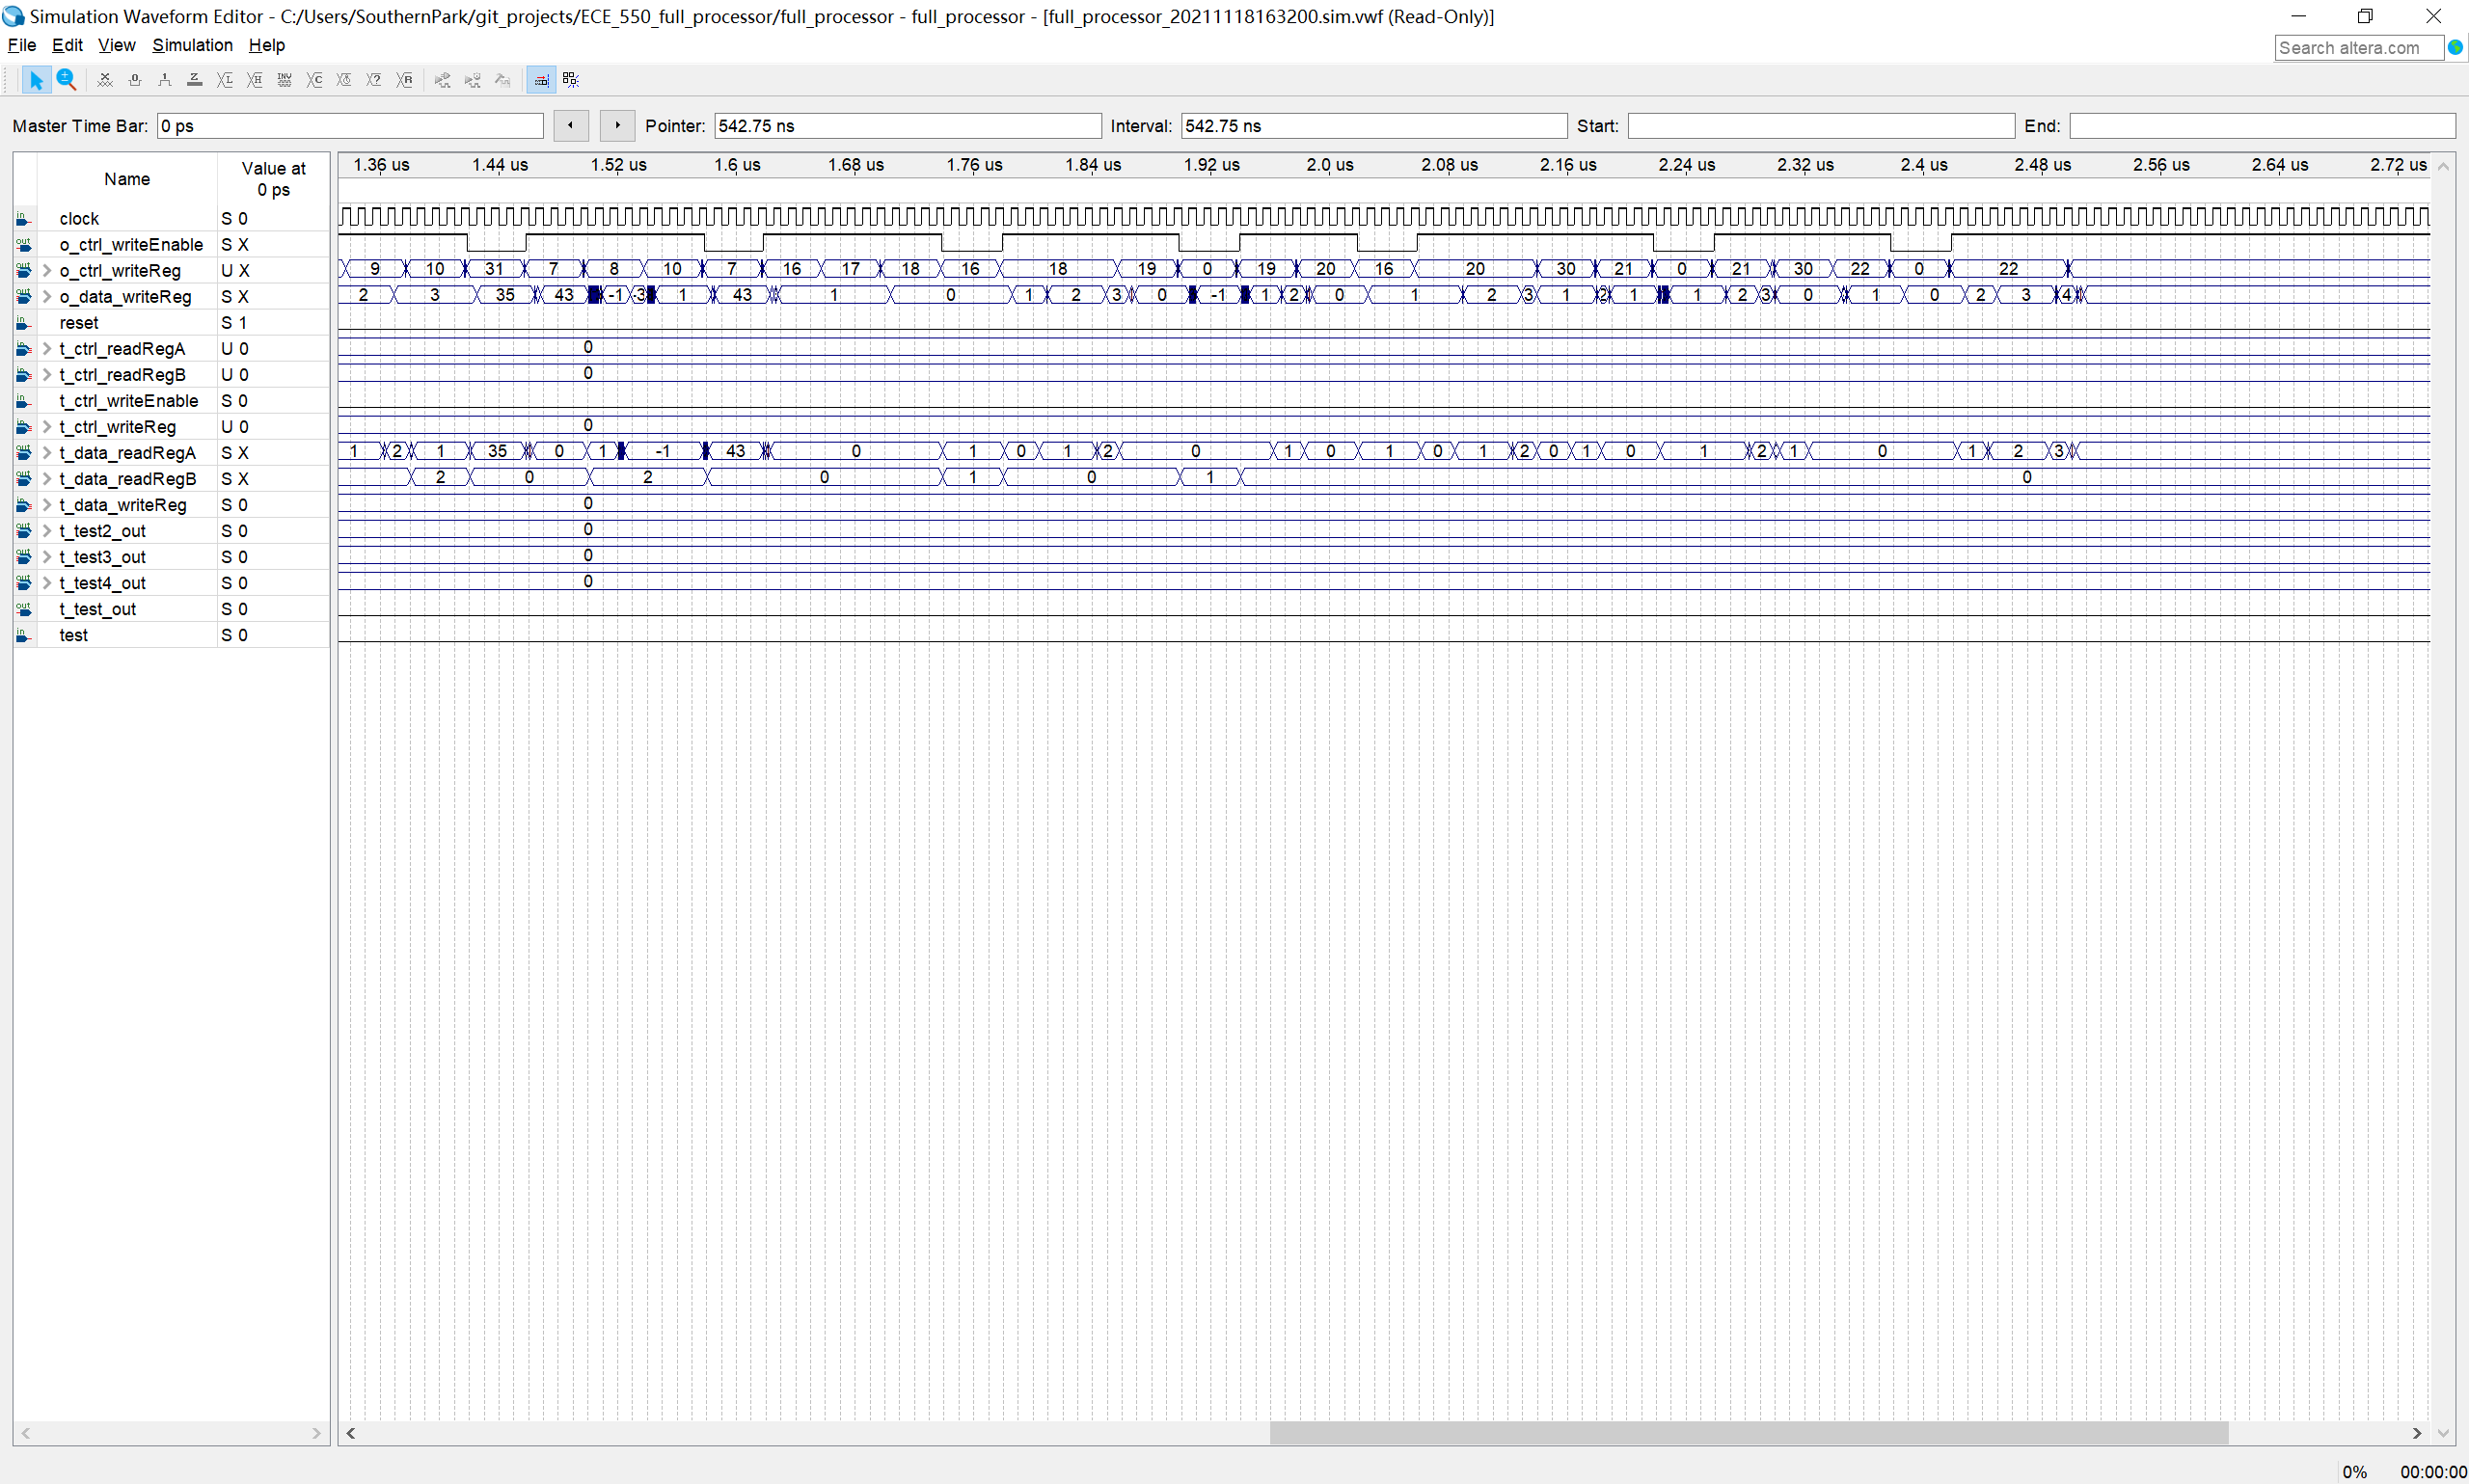 Simulation Waveform Editor - C:/Users/SouthernPark/git_projects/ECE_550_full_processor/full_processor - full_processor - [full_processor_20211118163200.sim.vwf (Read-Only)]
File Edit View Simulation Help
Search altera.com
Master Time Bar: 0 ps Pointer: 542.75 ns Interval: 542.75 ns Start: End:
Name Value at 0 ps
1.36 us 1.44 us 1.52 us 1.6 us 1.68 us 1.76 us 1.84 us 1.92 us 2.0 us 2.08 us 2.16 us 2.24 us 2.32 us 2.4 us 2.48 us 2.56 us 2.64 us 2.72 us
clock S 0
o_ctrl_writeEnable S X
o_ctrl_writeReg U X 9 10 31 7 8 10 7 16 17 18 16 18 19 0 19 20 16 20 30 21 0 21 30 22 0 22
o_data_writeReg S X 2 3 35 43 -1 -3 1 43 1 0 1 2 3 0 -1 1 2 0 1 2 3 1 2 1 1 2 3 0 1 0 2 3 4
reset S 1
t_ctrl_readRegA U 0 0
t_ctrl_readRegB U 0 0
t_ctrl_writeEnable S 0
t_ctrl_writeReg U 0 0
t_data_readRegA S X 1 2 1 35 0 1 -1 43 0 1 0 1 2 0 1 0 1 0 1 2 0 1 0 1 2 1 0 1 2 3
t_data_readRegB S X 2 0 2 0 1 0 1 0
t_data_writeReg S 0 0
t_test2_out S 0 0
t_test3_out S 0 0
t_test4_out S 0 0
t_test_out S 0
test S 0
0% 00:00:00